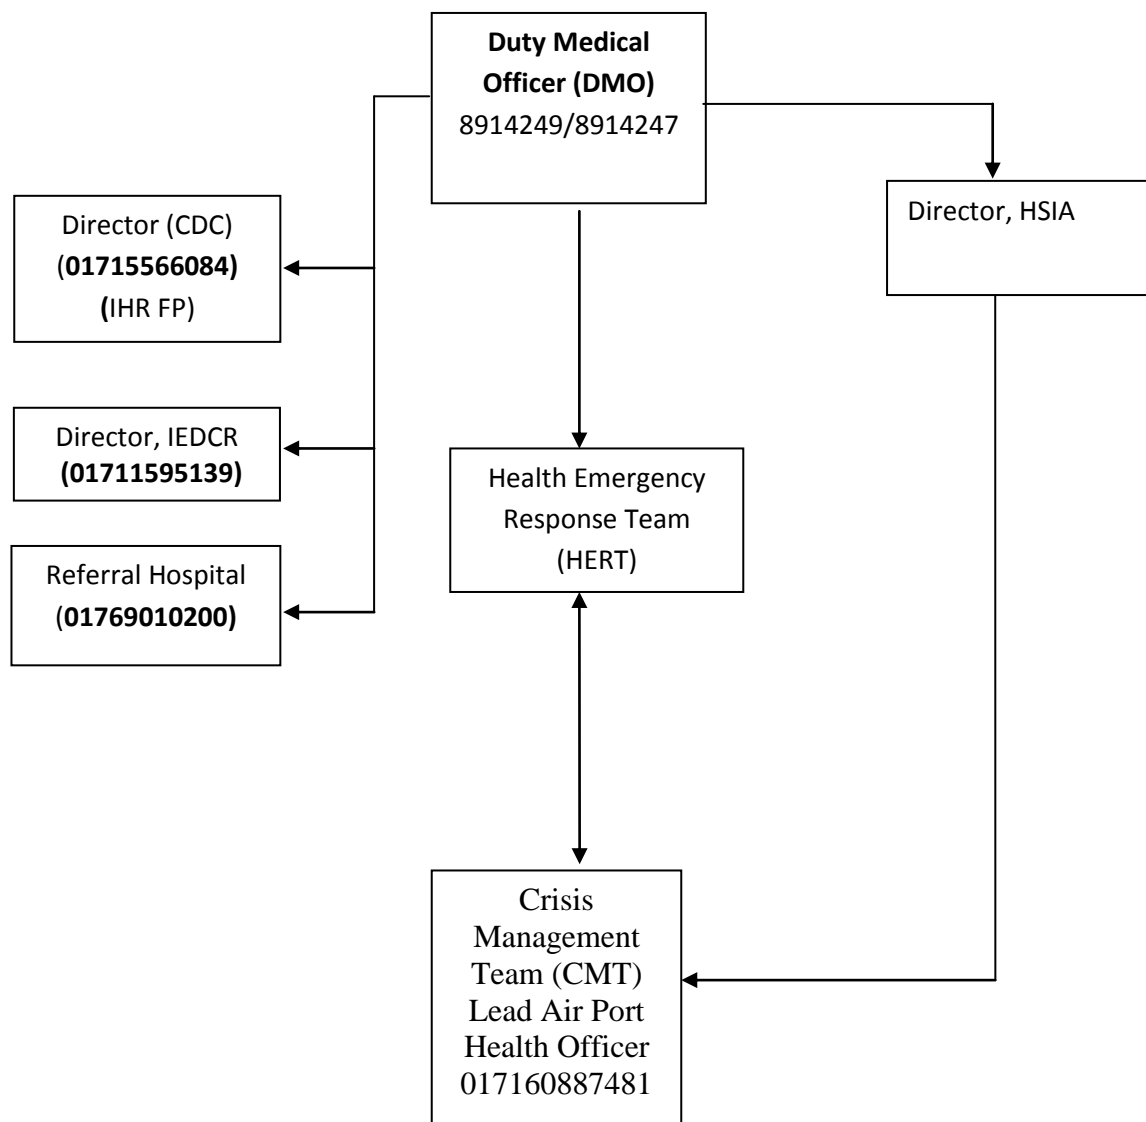 Duty Medical
Officer (DMO)
8914249/8914247
Director, HSIA
Director (CDC)
(01715566084)
(IHR FP)
Director, IEDCR
(01711595139)
Referral Hospital
(01769010200)
Health Emergency
Response Team
(HERT)
Crisis
Management
Team (CMT)
Lead Air Port
Health Officer
017160887481